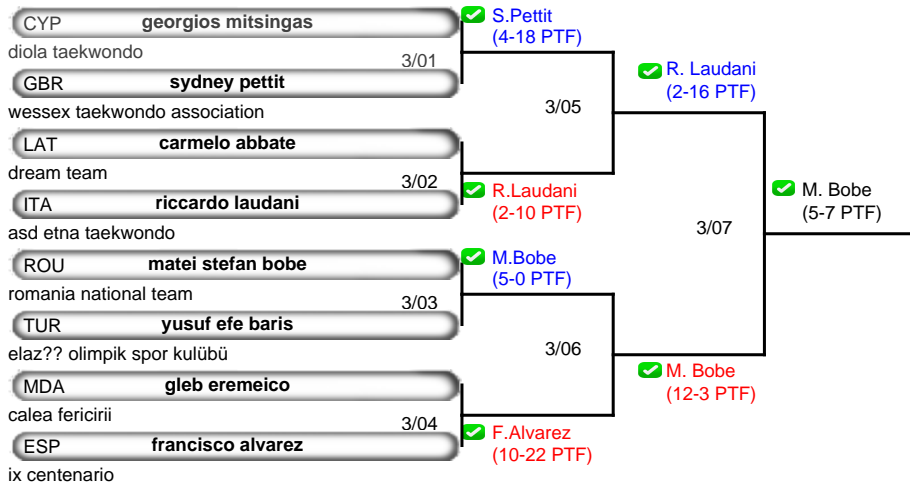 CYP georgios mitsingas
diola taekwondo
3/01
GBR sydney pettit
wessex taekwondo association
S.Pettit
(4-18 PTF)
LAT carmelo abbate
dream team
3/02
ITA riccardo laudani
asd etna taekwondo
R.Laudani
(2-10 PTF)
3/05
R. Laudani
(2-16 PTF)
ROU matei stefan bobe
romania national team
3/03
TUR yusuf efe baris
elaz?? olimpik spor kulübü
M.Bobe
(5-0 PTF)
MDA gleb eremeico
calea fericirii
3/04
ESP francisco alvarez
ix centenario
F.Alvarez
(10-22 PTF)
3/06
M. Bobe
(12-3 PTF)
3/07
M. Bobe
(5-7 PTF)